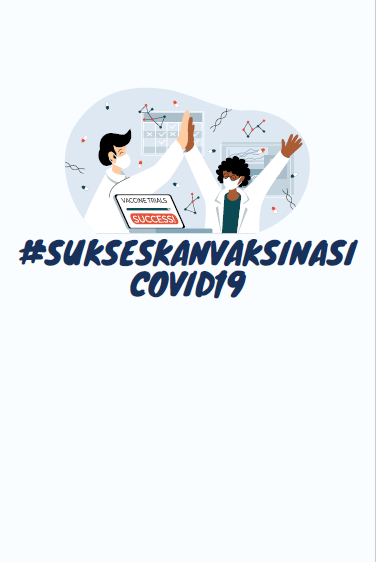 VACCINE TRIALS
SUCCESS!
#SUKSESKANVAKSINASI
COVID19